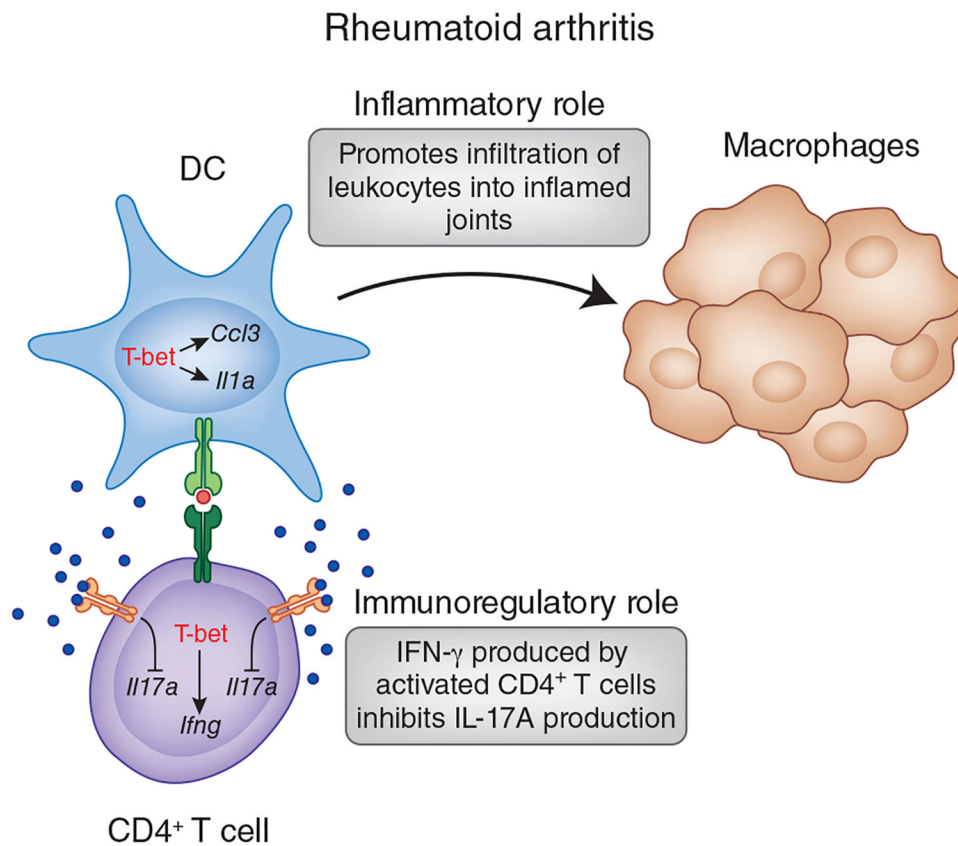 Rheumatoid arthritis
Inflammatory role
Promotes infiltration of
leukocytes into inflamed
joints
DC
Macrophages
T-bet
Ccl3
Il1a
T-bet
Il17a
Il17a
Ifng
Immunoregulatory role
IFN-γ produced by
activated CD4⁺ T cells
inhibits IL-17A production
CD4⁺ T cell